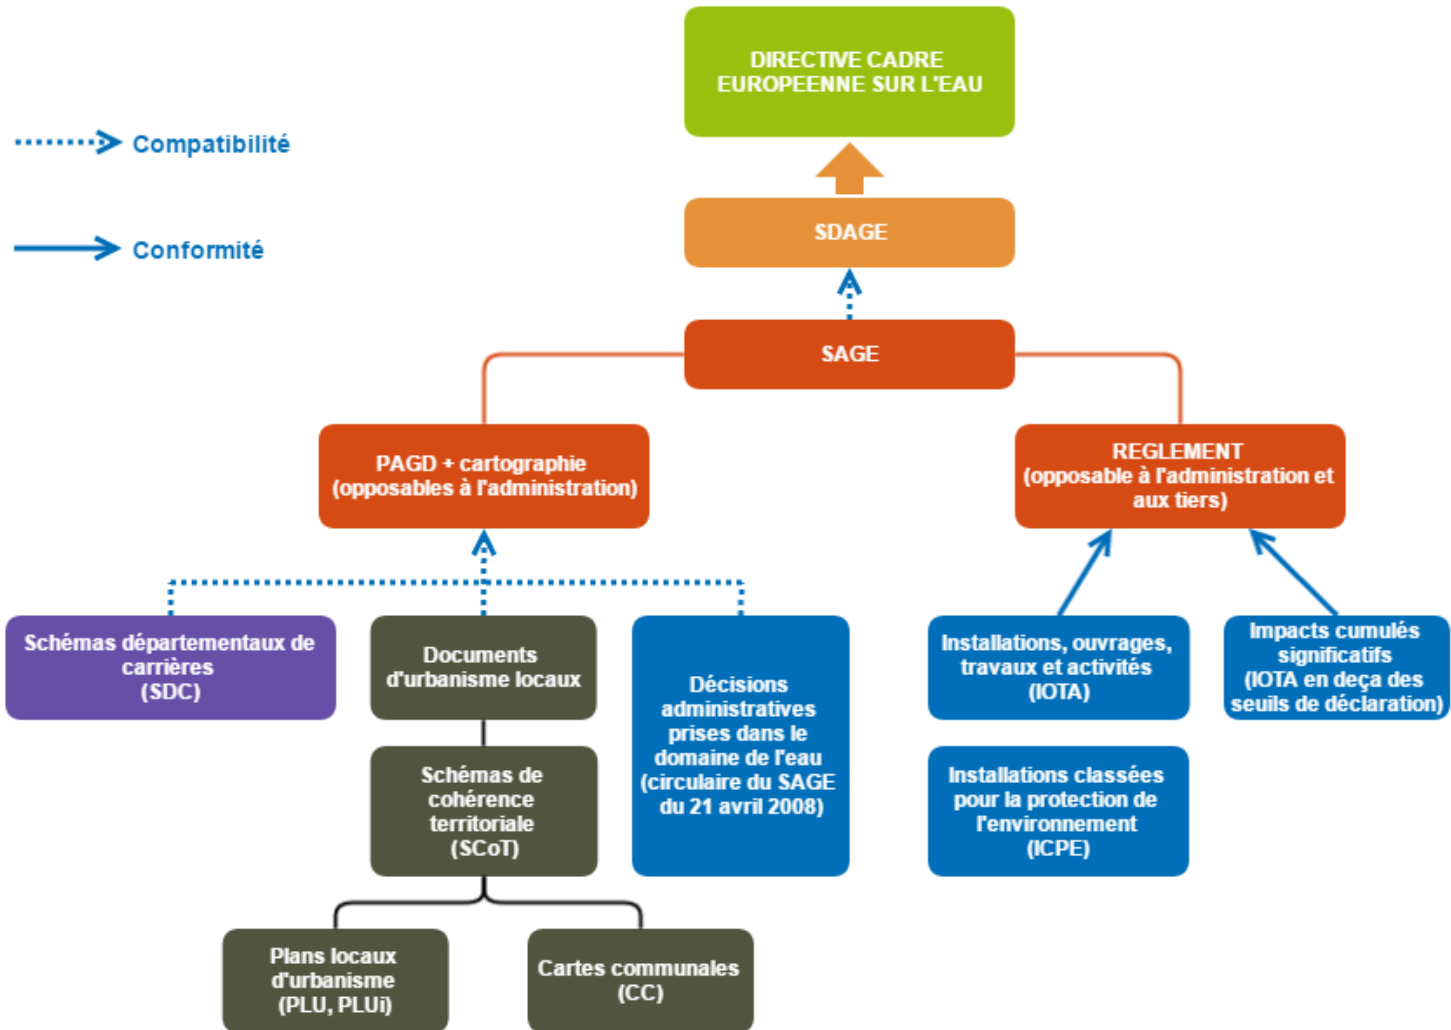 DIRECTIVE CADRE
EUROPEENNE SUR L'EAU
Compatibilité
SDAGE
Conformité
SAGE
PAGD + cartographie
(opposables à l'administration)
REGLEMENT
(opposable à l'administration et
aux tiers)
Schémas départementaux de
carrières
(SDC)
Documents
d'urbanisme locaux
Décisions
administratives
prises dans le
domaine de l'eau
(circulaire du SAGE
du 21 avril 2008)
Installations, ouvrages,
travaux et activités
(IOTA)
Impacts cumulés
significatifs
(IOTA en deça des
seuils de déclaration)
Schémas de
cohérence
territoriale
(SCoT)
Installations classées
pour la protection de
l'environnement
(ICPE)
Plans locaux
d'urbanisme
(PLU, PLUi)
Cartes communales
(CC)